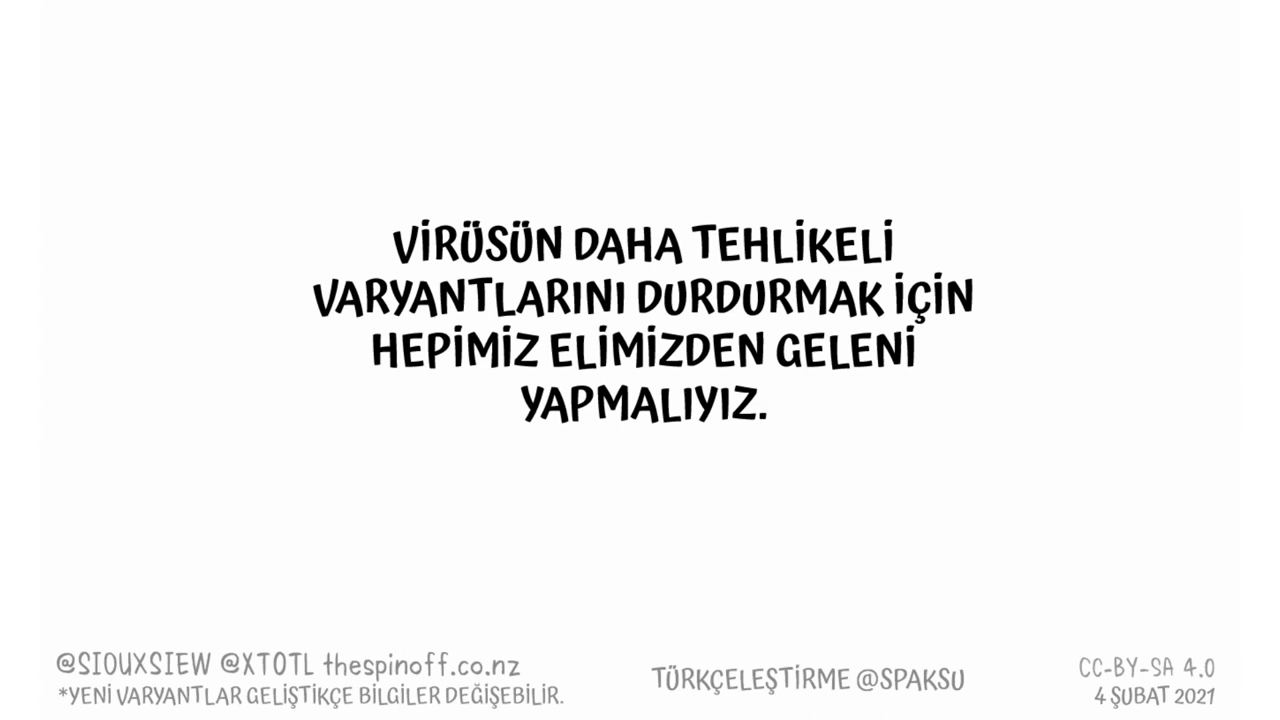 VİRÜSÜN DAHA TEHLİKELİ
VARYANTLARINI DURDURMAK İÇİN
HEPİMİZ ELİMİZDEN GELENİ
YAPMALIYIZ.
@SIOUXSIEW @XTOTL thespinoff.co.nz
*YENİ VARYANTLAR GELİŞTİKÇE BİLGİLER DEĞİŞEBİLİR.
TÜRKÇELEŞTİRME @SPAKSU
CC-BY-SA 4.0
4 ŞUBAT 2021